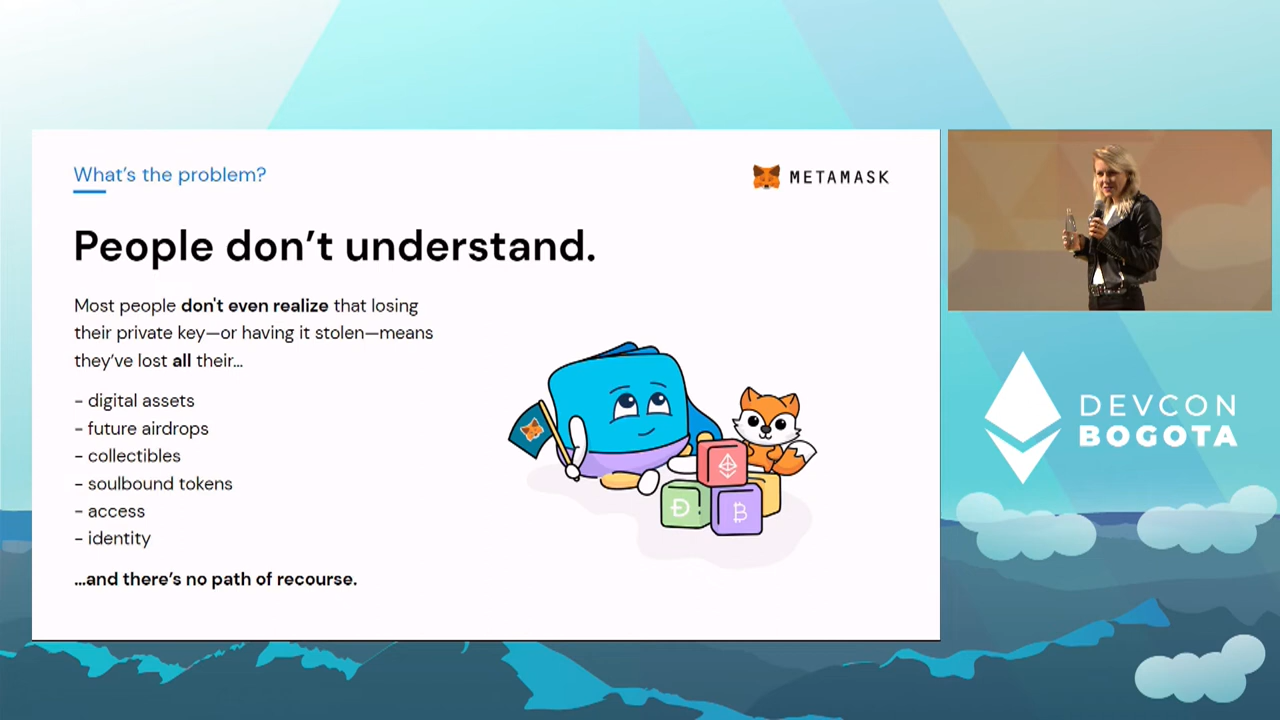 What's the problem?
METAMASK
People don't understand.
Most people don't even realize that losing
their private key—or having it stolen—means
they've lost all their...
- digital assets
- future airdrops
- collectibles
- soulbound tokens
- access
- identity
...and there's no path of recourse.
DEVCON
BOGOTA